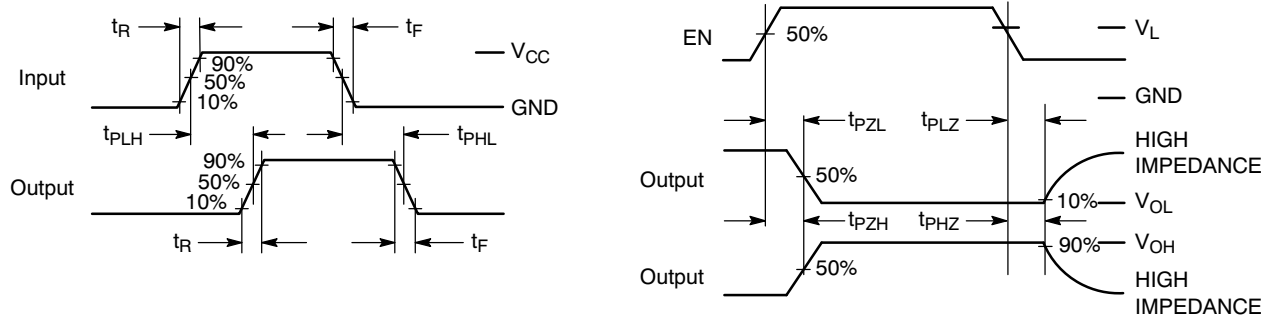 t_R
t_F
Input
90%
50%
10%
V_CC
GND
t_PLH
t_PHL
Output
90%
50%
10%
t_R
t_F
EN
50%
V_L
GND
t_PZL
t_PLZ
HIGH
IMPEDANCE
Output
50%
10%
V_OL
t_PZH
t_PHZ
V_OH
90%
Output
50%
HIGH
IMPEDANCE